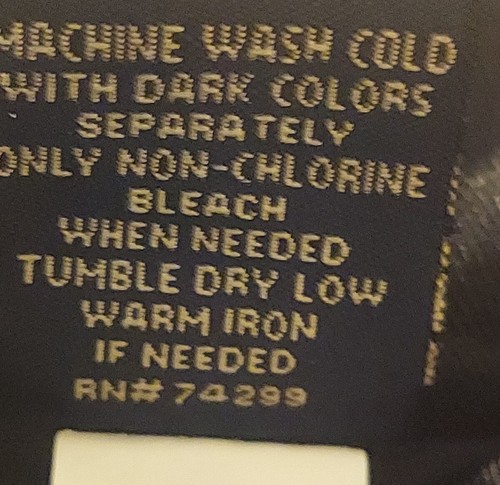 MACHINE WASH COLD
WITH DARK COLORS
SEPARATELY
ONLY NON-CHLORINE
BLEACH
WHEN NEEDED
TUMBLE DRY LOW
WARM IRON
IF NEEDED
RN# 74299